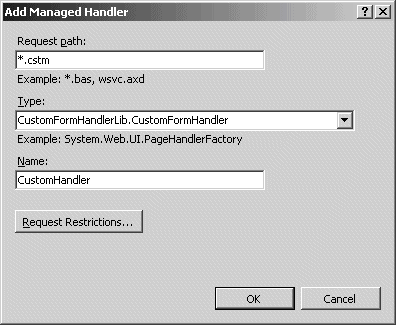 Add Managed Handler
Request path:
*.cstm
Example: *.bas, wsvc.axd
Type:
CustomFormHandlerLib.CustomFormHandler
Example: System.Web.UI.PageHandlerFactory
Name:
CustomHandler
Request Restrictions...
OK Cancel